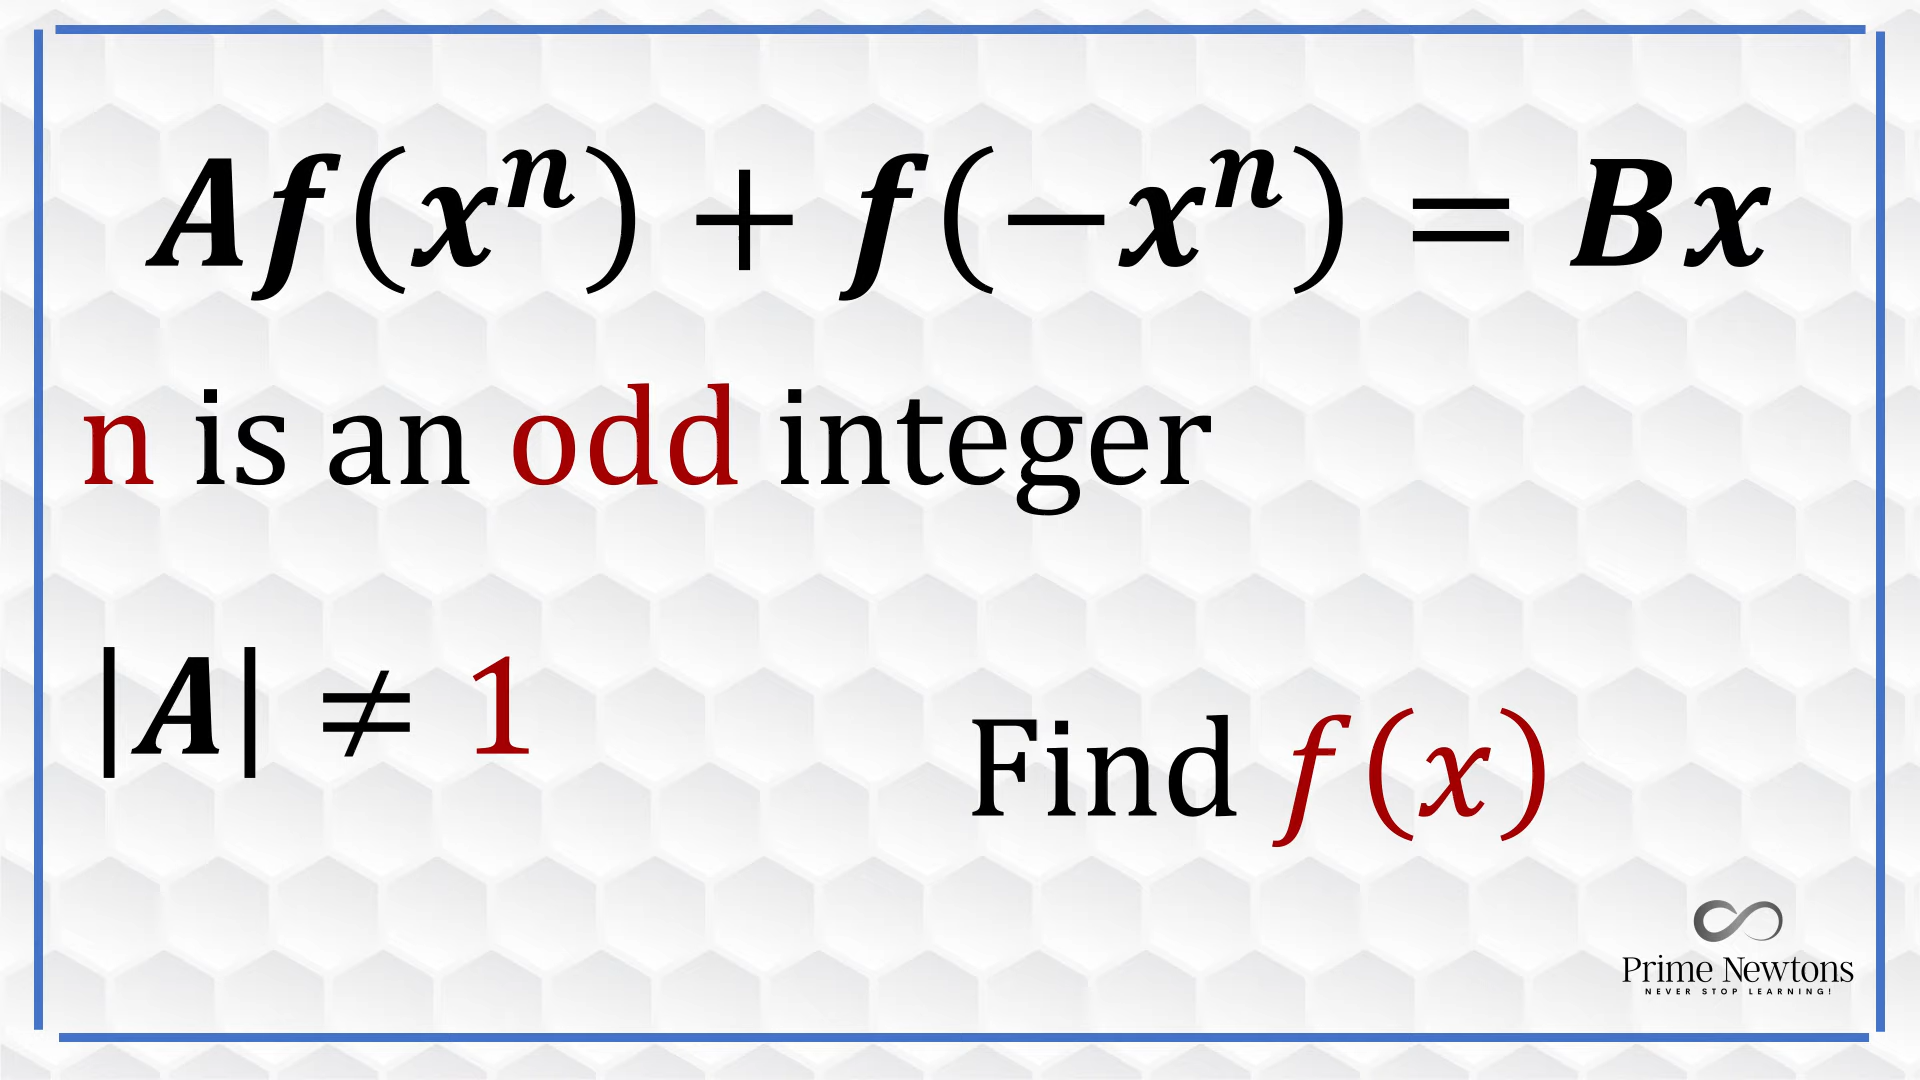 Af(xⁿ) + f(−xⁿ) = Bx
n is an odd integer
|A| ≠ 1
Find f(x)
Prime Newtons
NEVER STOP LEARNING!